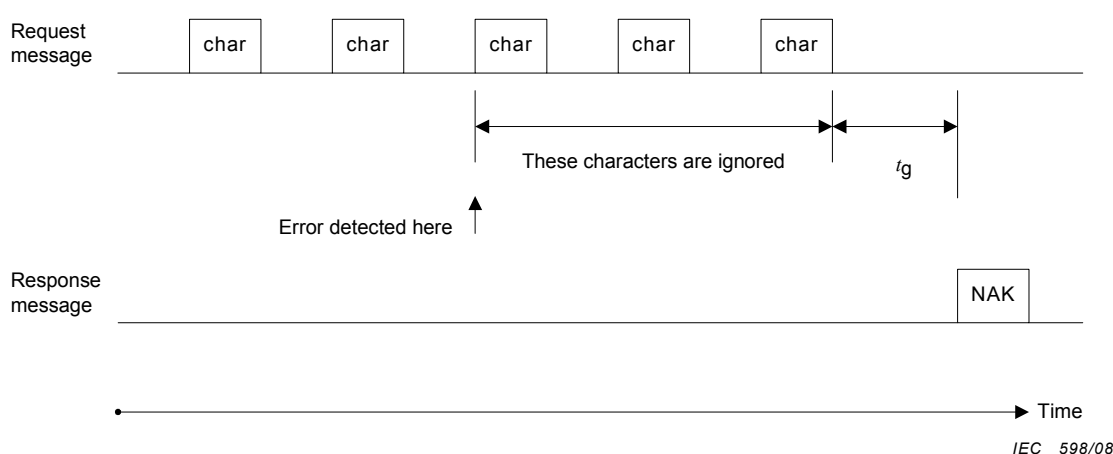 Request
message
char char char char char
These characters are ignored
tg
Error detected here
Response
message
NAK
Time
IEC 598/08